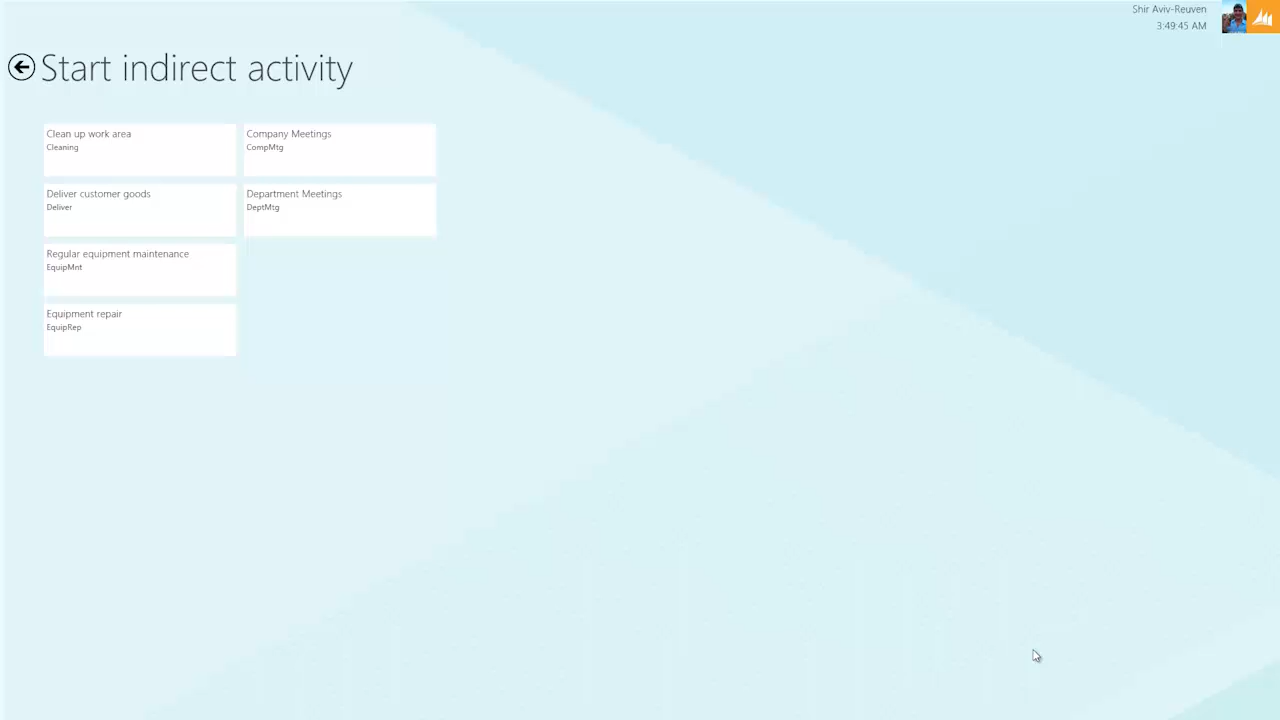 Shir Aviv-Reuven
3:49:45 AM
Start indirect activity
Clean up work area
Cleaning
Company Meetings
CompMtg
Deliver customer goods
Deliver
Department Meetings
DeptMtg
Regular equipment maintenance
EquipMnt
Equipment repair
EquipRep